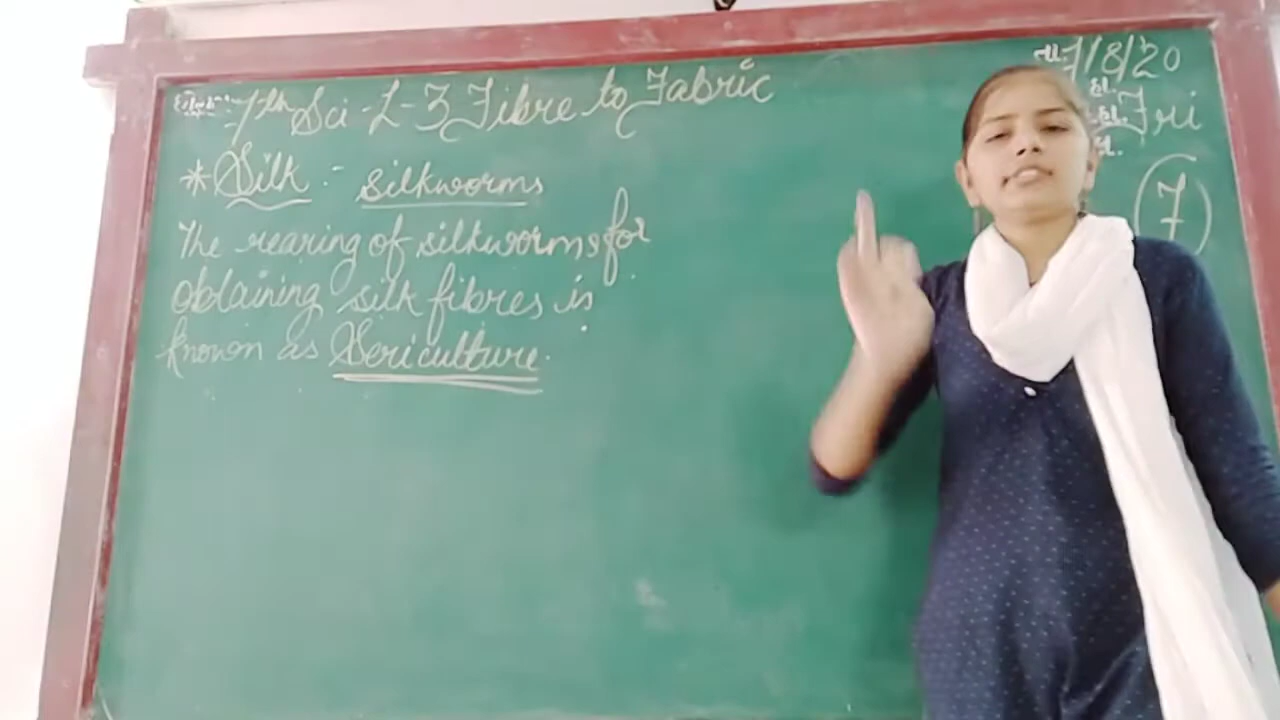 7th Sci - L-3 Fibre to Fabric
તા. 7/8/20
Fri
7
* Silk :- silkworms
The rearing of silkworms for
obtaining silk fibres is
known as Sericulture.